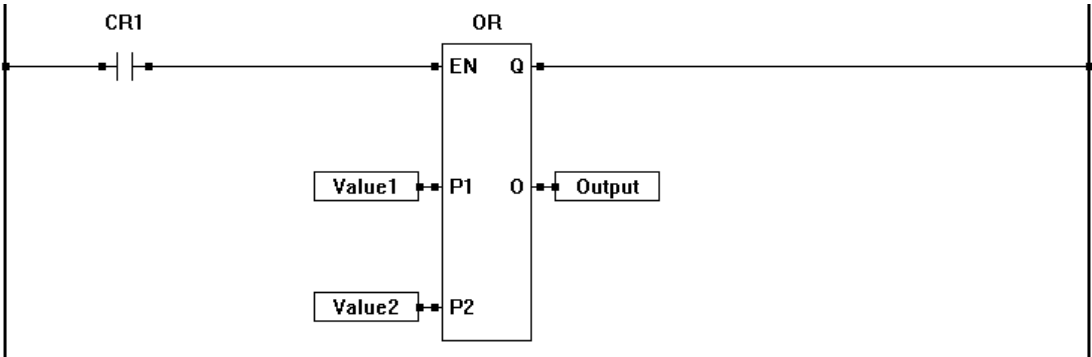 CR1 OR
EN Q
Value1 P1 O Output
Value2 P2